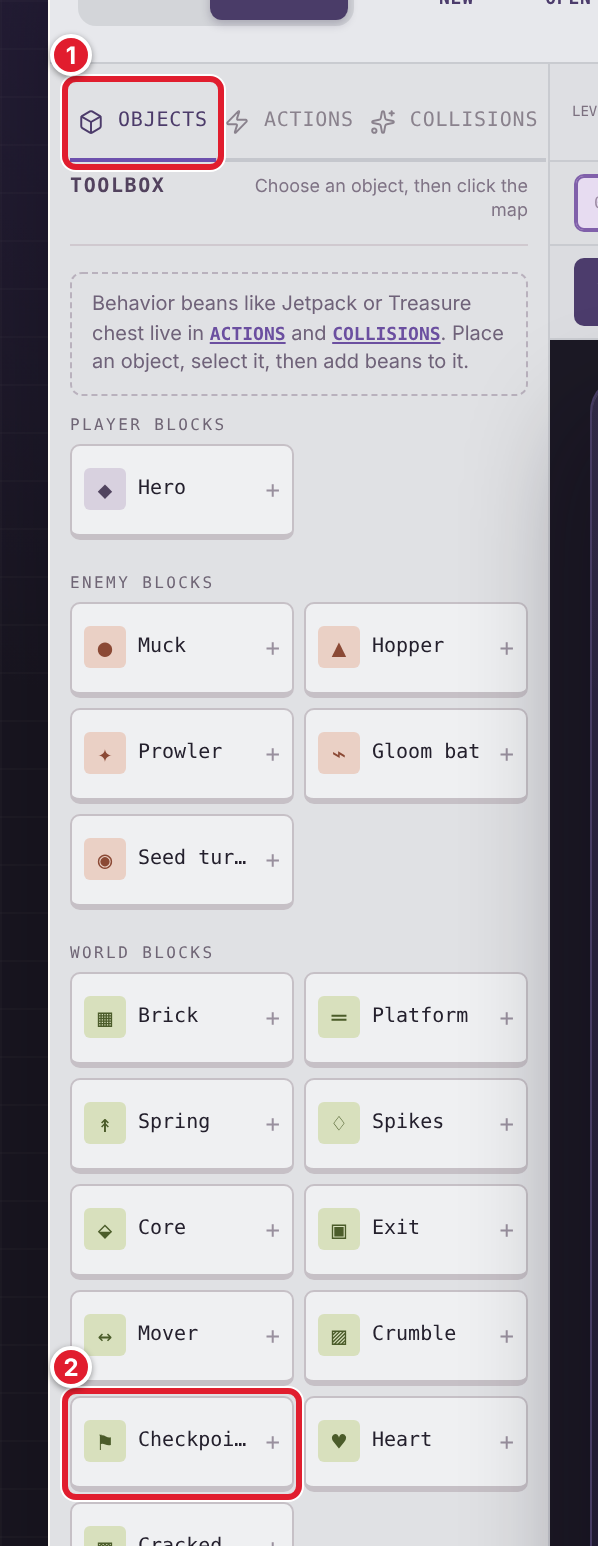 NEW OPEN
1
OBJECTS ACTIONS COLLISIONS
TOOLBOX
Choose an object, then click the
map
Behavior beans like Jetpack or Treasure
chest live in ACTIONS and COLLISIONS. Place
an object, select it, then add beans to it.
PLAYER BLOCKS
Hero +
ENEMY BLOCKS
Muck + Hopper +
Prowler + Gloom bat +
Seed tur… +
WORLD BLOCKS
Brick + Platform +
Spring + Spikes +
Core + Exit +
Mover + Crumble +
2
Checkpoi… + Heart +
Cracked